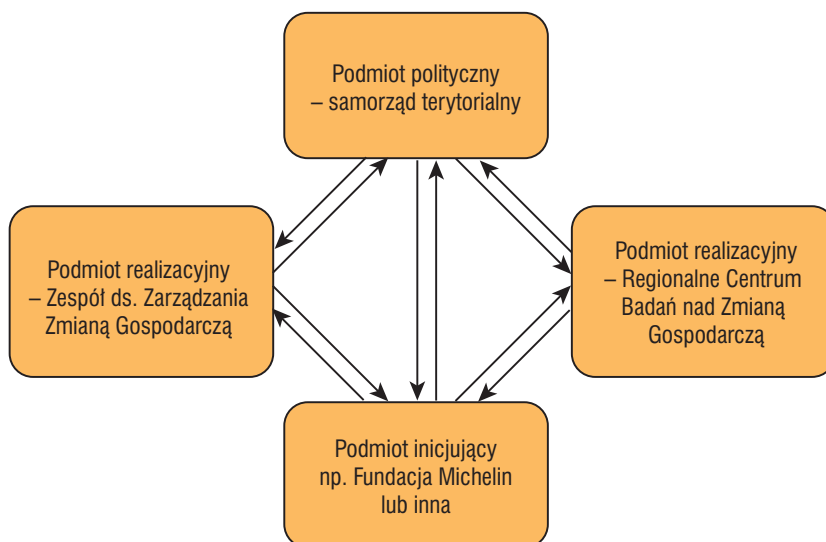 Podmiot polityczny
– samorząd terytorialny
Podmiot realizacyjny
– Zespół ds. Zarządzania
Zmianą Gospodarczą
Podmiot realizacyjny
– Regionalne Centrum
Badań nad Zmianą
Gospodarczą
Podmiot inicjujący
np. Fundacja Michelin
lub inna